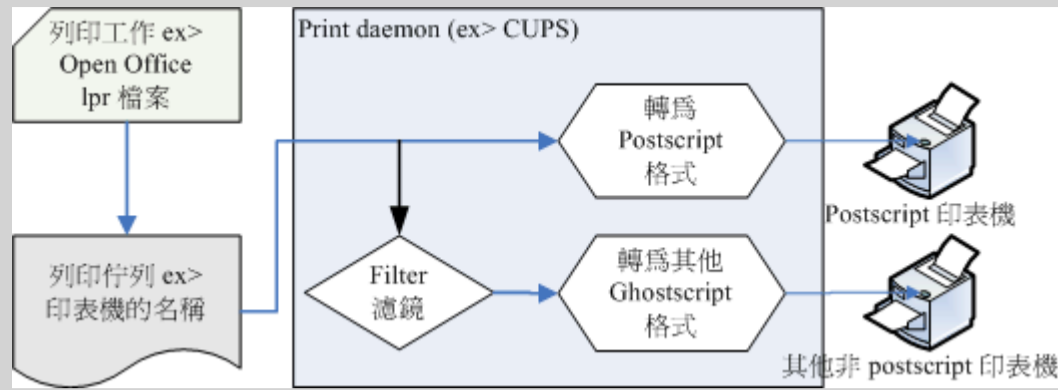 列印工作 ex>
Open Office
lpr 檔案
列印佇列 ex>
印表機的名稱
Print daemon (ex> CUPS)
轉為
Postscript
格式
Filter
濾鏡
轉為其他
Ghostscript
格式
Postscript 印表機
其他非 postscript 印表機